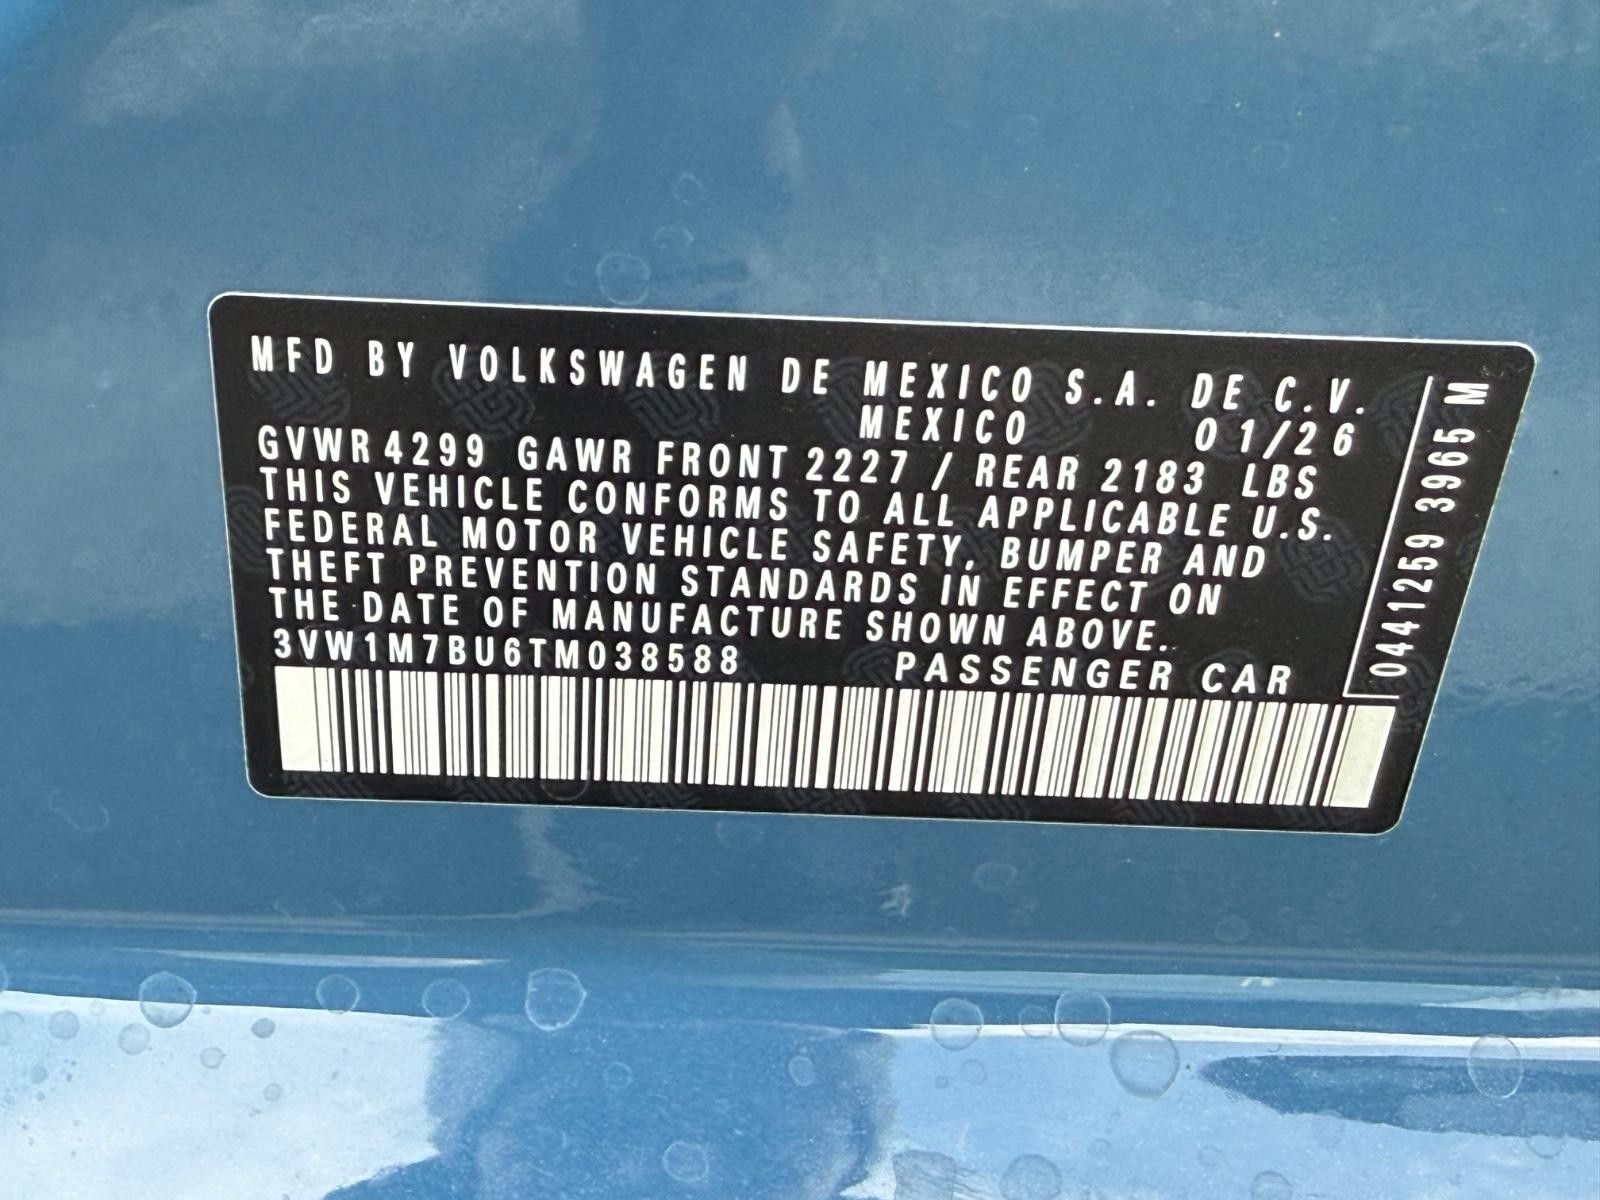 MFD BY VOLKSWAGEN DE MEXICO S.A. DE C.V.
MEXICO 01/26
GVWR 4299 GAWR FRONT 2227 / REAR 2183 LBS
THIS VEHICLE CONFORMS TO ALL APPLICABLE U.S.
FEDERAL MOTOR VEHICLE SAFETY, BUMPER AND
THEFT PREVENTION STANDARDS IN EFFECT ON
THE DATE OF MANUFACTURE SHOWN ABOVE.
3VW1M7BU6TM038588 PASSENGER CAR
0441259 3965 M